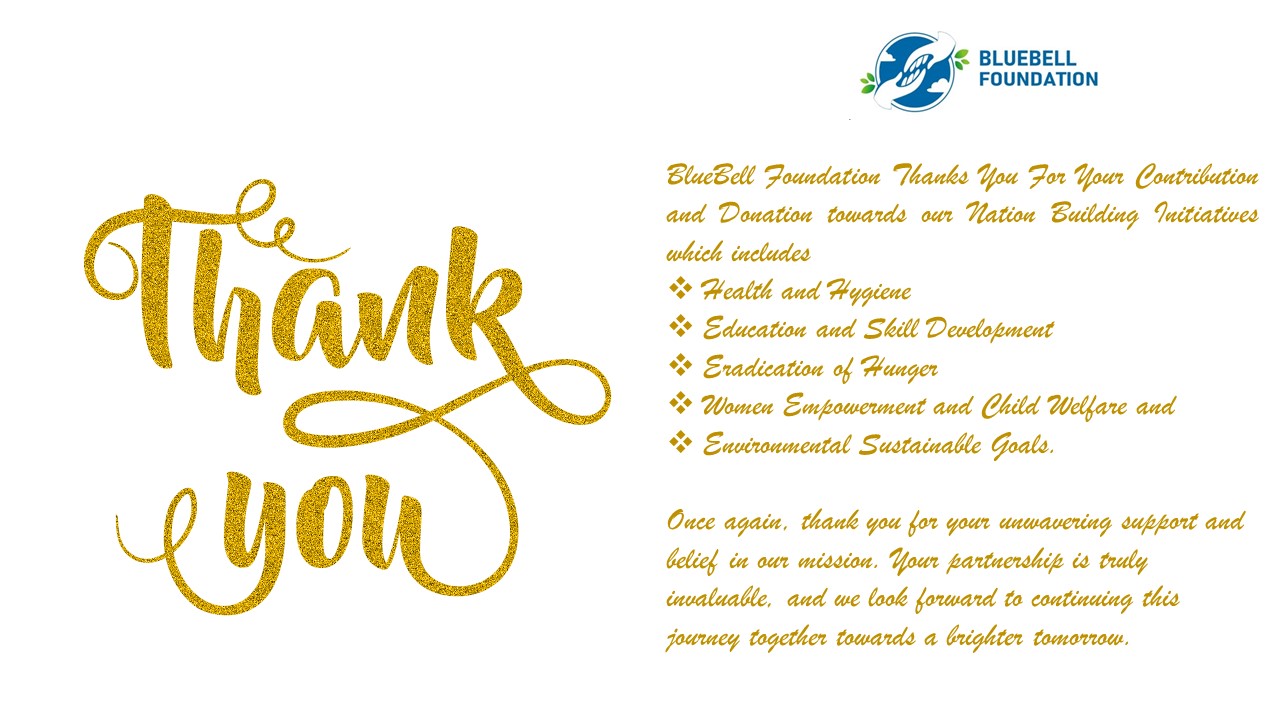 BLUEBELL
FOUNDATION
Thank
you
BlueBell Foundation Thanks You For Your Contribution
and Donation towards our Nation Building Initiatives
which includes
❖ Health and Hygiene
❖ Education and Skill Development
❖ Eradication of Hunger
❖ Women Empowerment and Child Welfare and
❖ Environmental Sustainable Goals.
Once again, thank you for your unwavering support and
belief in our mission. Your partnership is truly
invaluable, and we look forward to continuing this
journey together towards a brighter tomorrow.